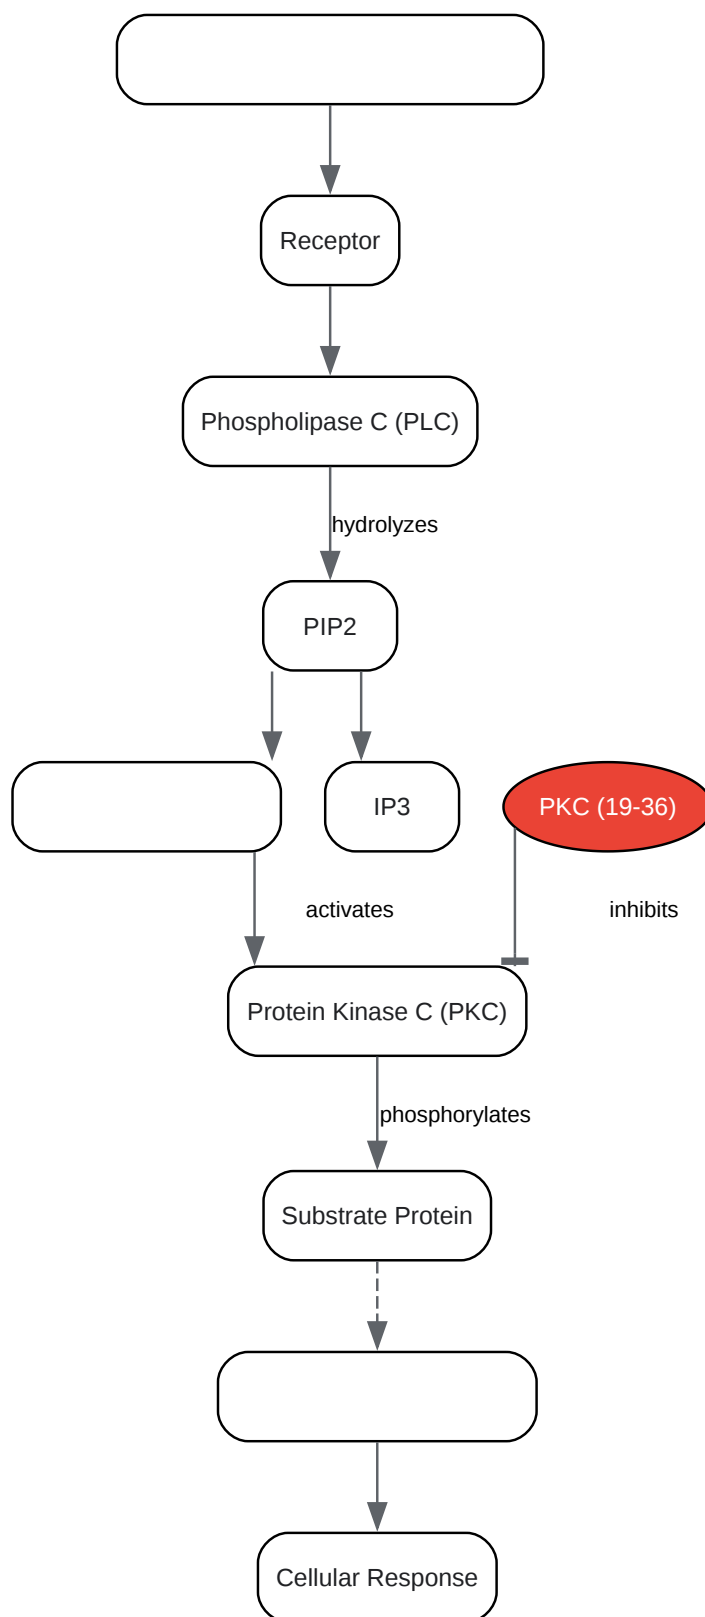 Receptor
Phospholipase C (PLC)
hydrolyzes
PIP2
IP3
PKC (19-36)
activates
inhibits
Protein Kinase C (PKC)
phosphorylates
Substrate Protein
Cellular Response